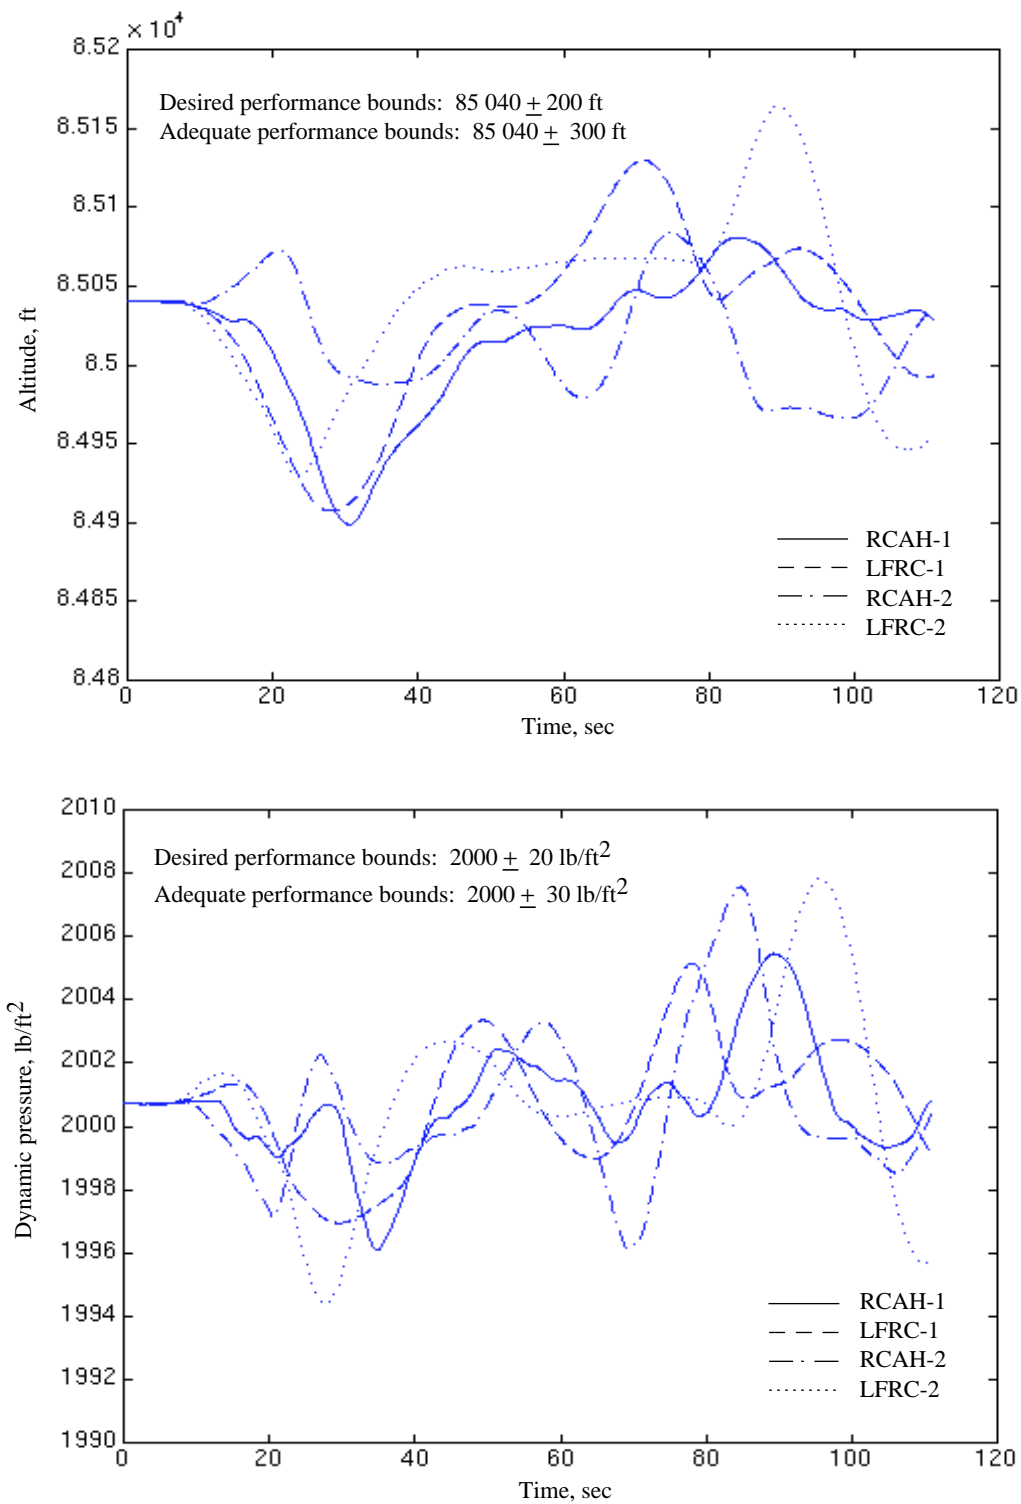 × 10⁴
8.52
Desired performance bounds: 85 040 ± 200 ft
8.515
Adequate performance bounds: 85 040 ± 300 ft
8.51
8.505
8.5
8.495
8.49
8.485
8.48
Altitude, ft
RCAH-1
LFRC-1
RCAH-2
LFRC-2
0 20 40 60 80 100 120
Time, sec
2010
Desired performance bounds: 2000 ± 20 lb/ft²
2008
Adequate performance bounds: 2000 ± 30 lb/ft²
2006
2004
2002
2000
1998
1996
1994
1992
1990
Dynamic pressure, lb/ft²
RCAH-1
LFRC-1
RCAH-2
LFRC-2
0 20 40 60 80 100 120
Time, sec